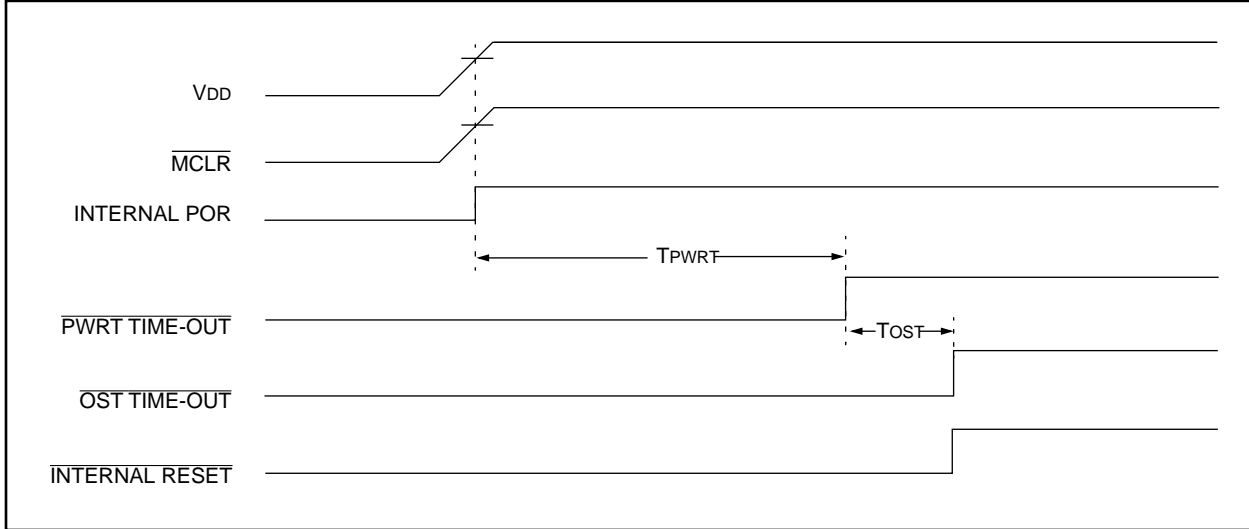 VDD
MCLR
INTERNAL POR
TPWRT
PWRT TIME-OUT
TOST
OST TIME-OUT
INTERNAL RESET